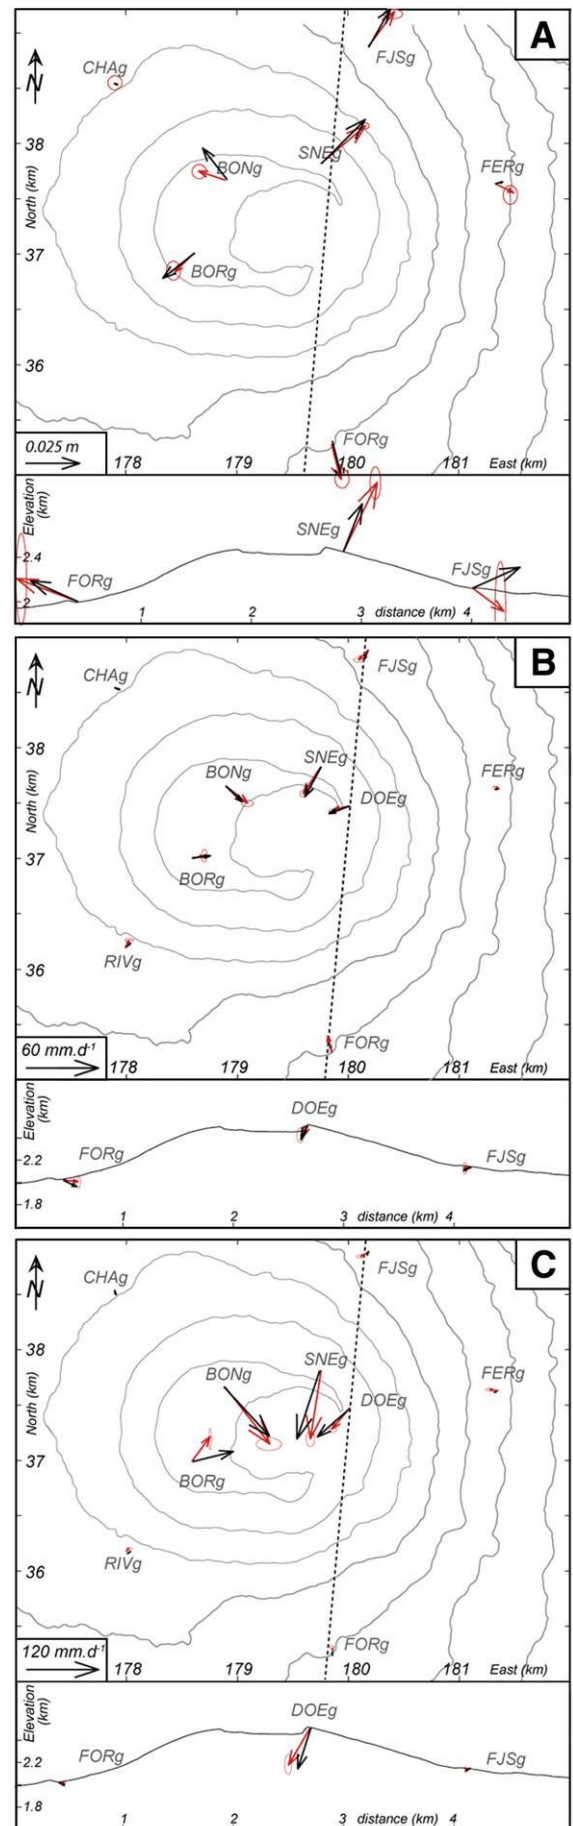 A
N
CHAg
FJSg
38
SNEg
BONg
FERg
North (km)
37
BORg
36
0.025 m
FORg
178 179 180 181 East (km)
Elevation
(km)
SNEg
2.4
FORg
FJSg
2
1 2 3 distance (km) 4
B
N
CHAg
FJSg
38
SNEg
BONg
FERg
DOEg
North (km)
37
BORg
RIVg
36
60 mm.d-1
FORg
178 179 180 181 East (km)
Elevation
(km)
DOEg
FORg
FJSg
2.2
1.8
1 2 3 distance (km) 4
C
N
CHAg
FJSg
38
SNEg
BONg
FERg
DOEg
North (km)
37
BORg
RIVg
36
120 mm.d-1
FORg
178 179 180 181 East (km)
Elevation
(km)
DOEg
FORg
FJSg
2.2
1.8
1 2 3 distance (km) 4